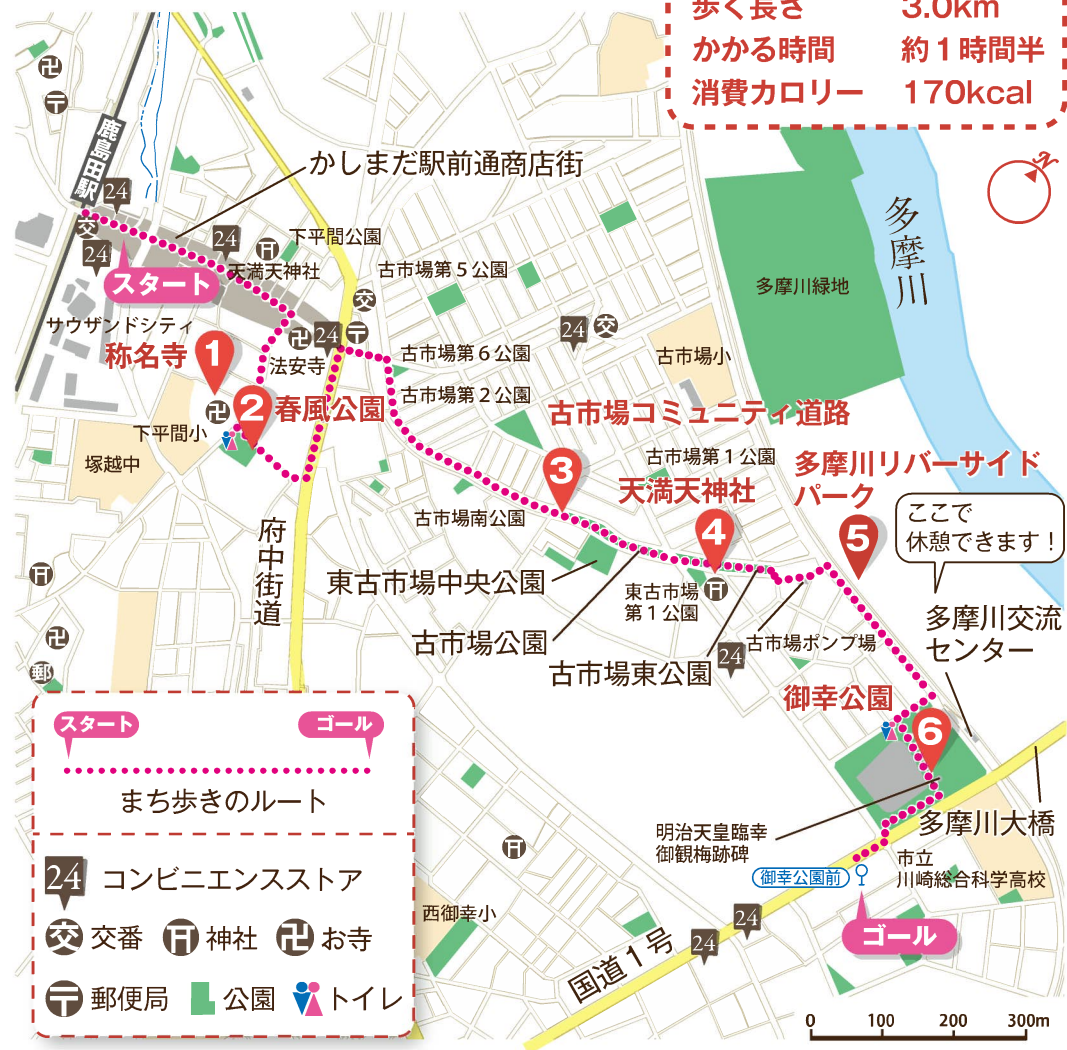 歩く長さ 3.0km
かかる時間 約1時間半
消費カロリー 170kcal
N
鹿島田駅
24
交
24
かしまだ駅前通商店街
24
下平間公園
天満天神社
スタート
古市場第5公園
交
多摩川
多摩川緑地
サウザンドシティ
称名寺
1
24
法安寺
24
交
古市場第6公園
古市場小
古市場第2公園
2
春風公園
下平間小
塚越中
古市場コミュニティ道路
3
古市場第1公園
天満天神社
4
多摩川リバーサイド
パーク
5
ここで
休憩できます!
古市場南公園
府中街道
東古市場中央公園
東古市場
第1公園
古市場公園
古市場東公園
24
古市場ポンプ場
多摩川交流
センター
郵
御幸公園
6
明治天皇臨幸
御観梅跡碑
多摩川大橋
御幸公園前
市立
川崎総合科学高校
ゴール
西御幸小
国道1号
24
24
スタート
ゴール
まち歩きのルート
24 コンビニエンスストア
交 交番 神社 卍 お寺
〒 郵便局 公園 トイレ
0 100 200 300m